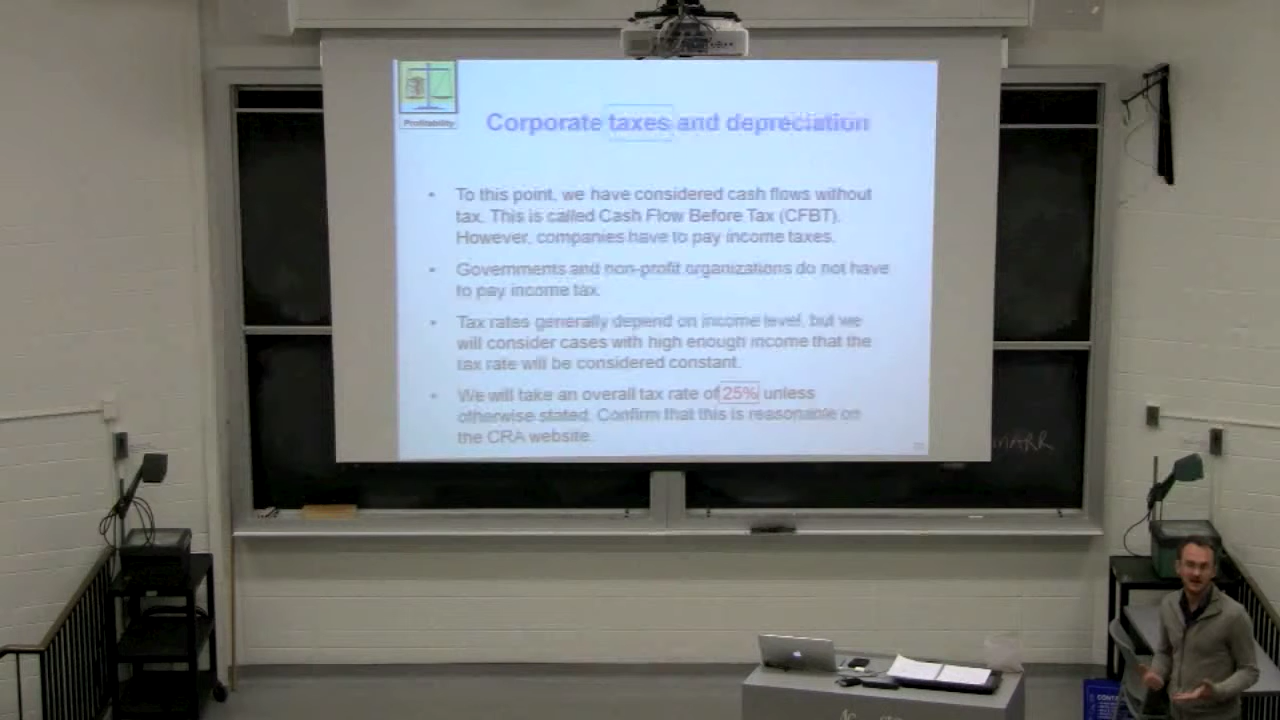 Profitability
Corporate taxes and depreciation
• To this point, we have considered cash flows without
tax. This is called Cash Flow Before Tax (CFBT).
However, companies have to pay income taxes.
• Governments and non-profit organizations do not have
to pay income tax.
• Tax rates generally depend on income level, but we
will consider cases with high enough income that the
tax rate will be considered constant.
• We will take an overall tax rate of 25% unless
otherwise stated. Confirm that this is reasonable on
the CRA website.
MARR